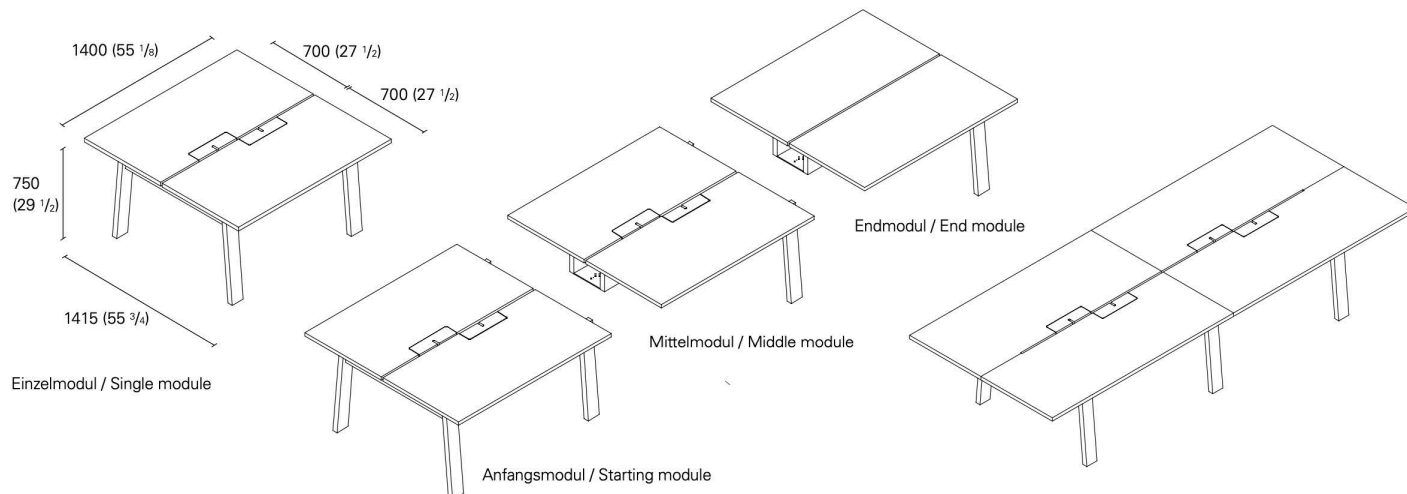 1400 (55 1/8)
700 (27 1/2)
700 (27 1/2)
750
(29 1/2)
1415 (55 3/4)
Einzelmodul / Single module
Endmodul / End module
Mittelmodul / Middle module
Anfangsmodul / Starting module